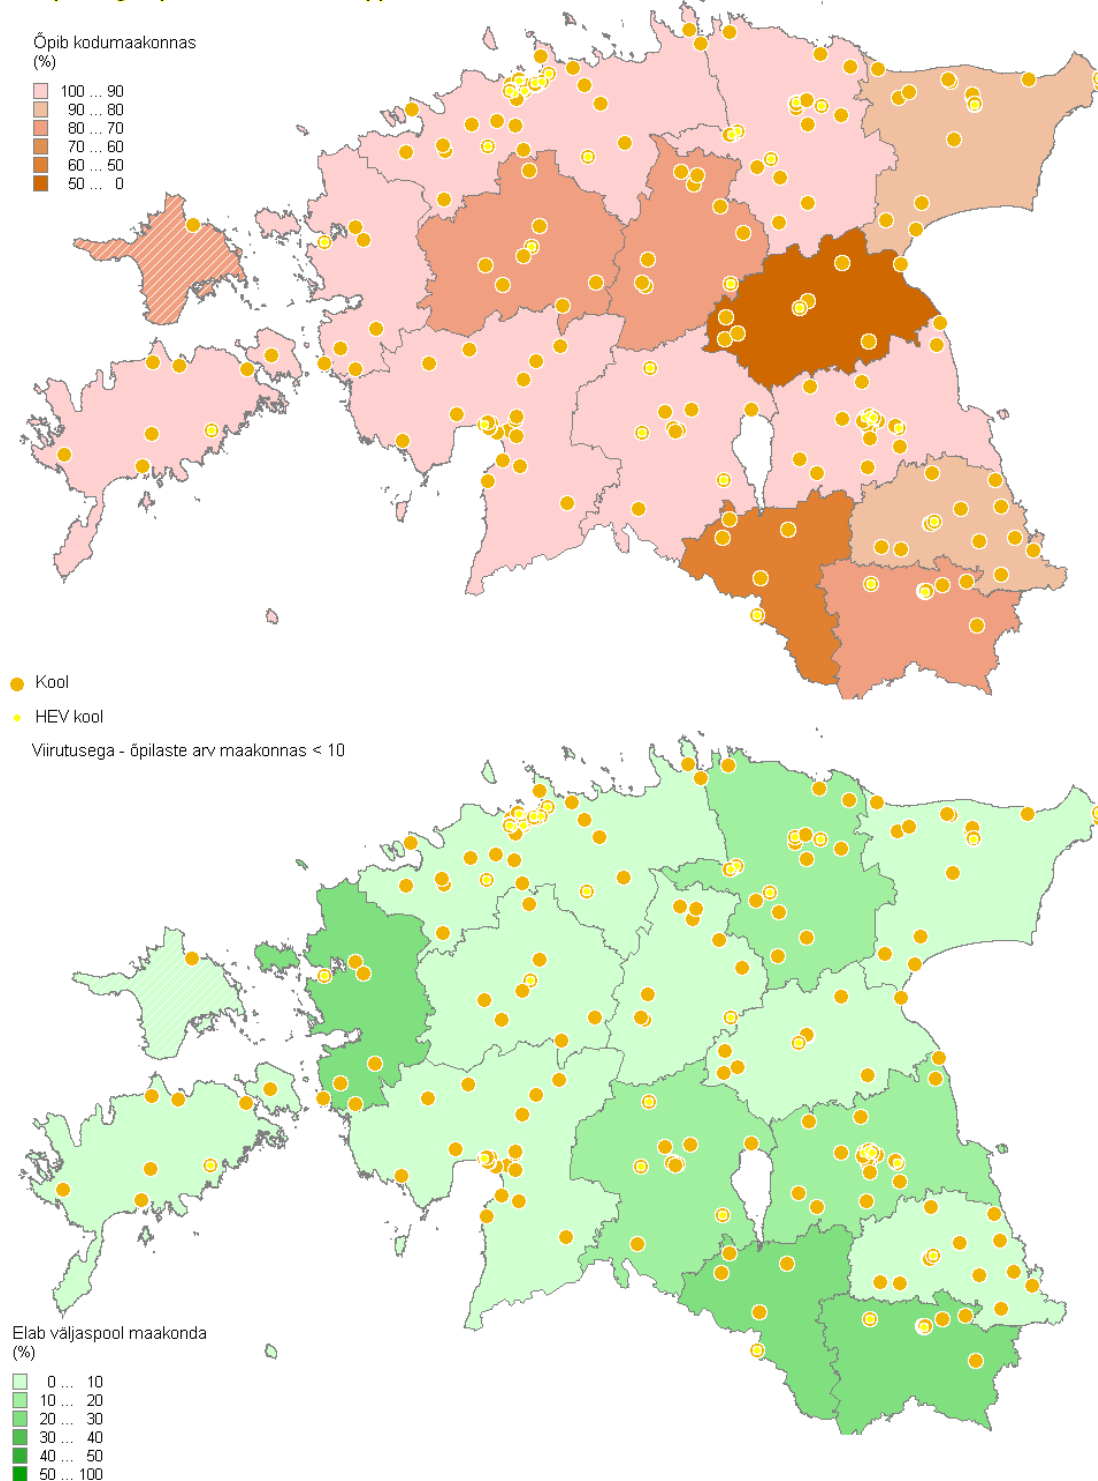 Õpib kodumaakonnas
(%)
100 ... 90
90 ... 80
80 ... 70
70 ... 60
60 ... 50
50 ... 0
Kool
HEV kool
Viirutusega - õpilaste arv maakonnas < 10
Elab väljaspool maakonda
(%)
0 ... 10
10 ... 20
20 ... 30
30 ... 40
40 ... 50
50 ... 100